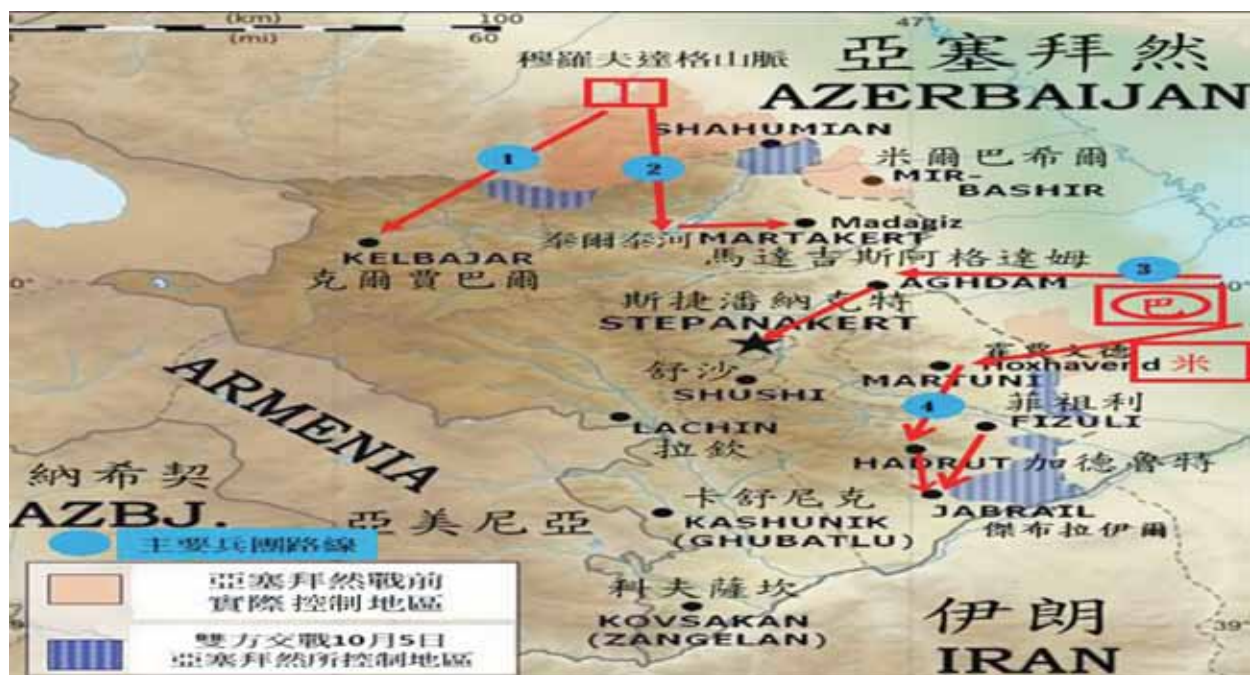 (km) 100
(mi) 60
47°
穆羅夫達格山脈
亞塞拜然
AZERBAIJAN
SHAHUMIAN
1
2
米爾巴希爾
MIR-
BASHIR
Madagiz
泰爾泰河 MARTAKERT
KELBAJAR
克爾賈巴爾
馬達吉斯阿格達姆
3
AGHDAM
40°
斯捷潘納克特
STEPANAKERT
巴
霍費文德
Hoxhavend
米
MARTUNI
舒沙
SHUSHI
4
菲祖利
FIZULI
ARMENIA
LACHIN
拉欽
HADRUT 加德魯特
納希契
AZBJ.
亞美尼亞
卡舒尼克
KASHUNIK
(GHUBATLU)
JABRAIL
傑布拉伊爾
主要兵團路線
亞塞拜然戰前
實際控制地區
雙方交戰10月5日
亞塞拜然所控制地區
科夫薩坎
KOVSAKAN
(ZANGELAN)
伊朗
IRAN
39°